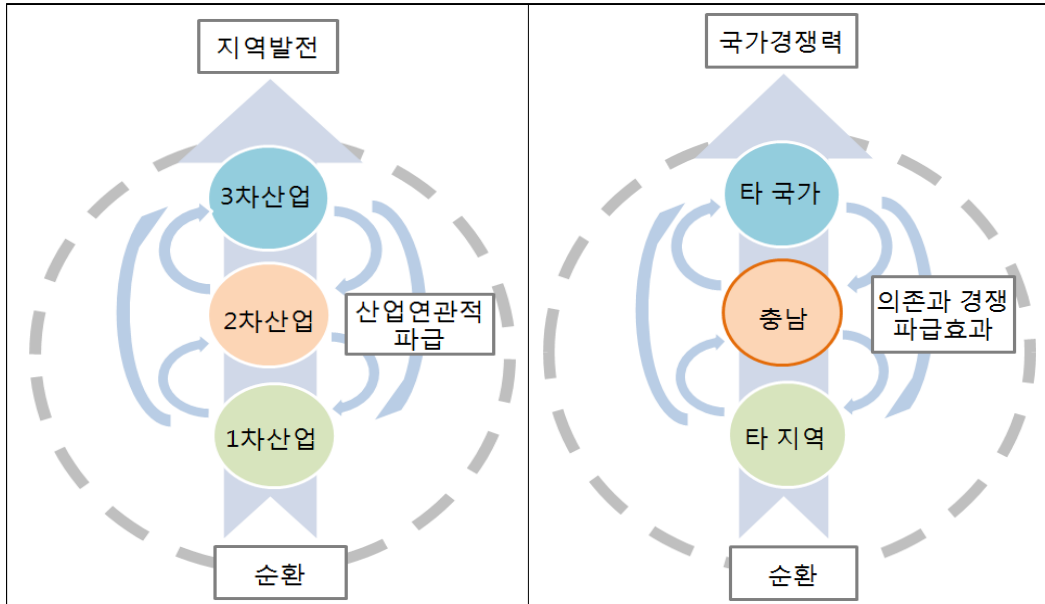 지역발전
3차산업
2차산업
산업연관적
파급
1차산업
순환
국가경쟁력
타 국가
충남
의존과 경쟁
파급효과
타 지역
순환